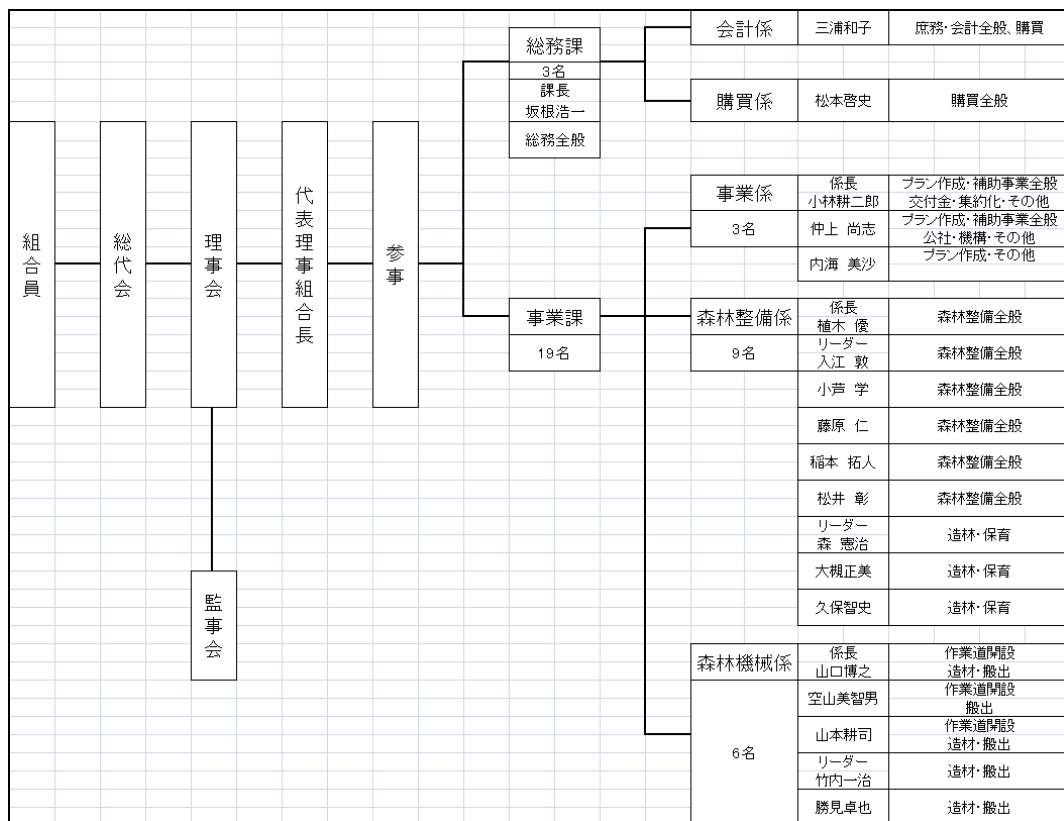 組合員
総代会
理事会
監事会
代表理事組合長
参事
総務課
3名
課長
坂根浩一
総務全般
会計係 三浦和子 庶務・会計全般、購買
購買係 松本啓史 購買全般
事業課
19名
事業係
3名
係長
小林耕二郎
プラン作成・補助事業全般
交付金・集約化・その他
仲上 尚志
プラン作成・補助事業全般
公社・機構・その他
内海 美沙
プラン作成・その他
森林整備係
9名
係長
植木 優
森林整備全般
リーダー
入江 敦
森林整備全般
小芦 学 森林整備全般
藤原 仁 森林整備全般
稲本 拓人 森林整備全般
松井 彰 森林整備全般
リーダー
森 憲治
造林・保育
大槻正美 造林・保育
久保智史 造林・保育
森林機械係
6名
係長
山口博之
作業道開設
造材・搬出
空山美智男
作業道開設
搬出
山本耕司
作業道開設
造材・搬出
リーダー
竹内一治
造材・搬出
勝見卓也 造材・搬出